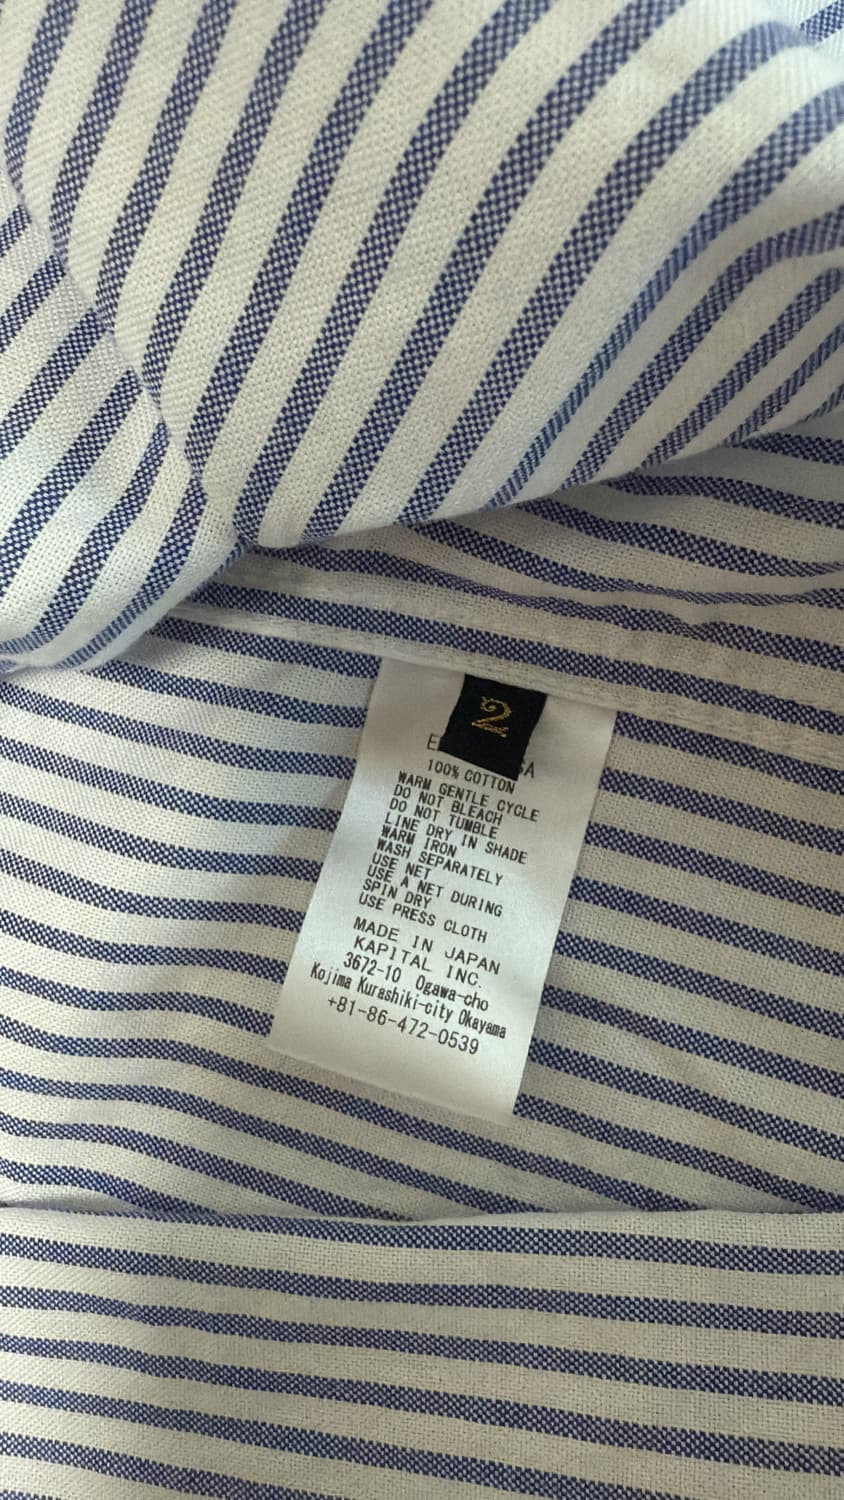 2
100% COTTON
WARM GENTLE CYCLE
DO NOT BLEACH
DO NOT TUMBLE
LINE DRY IN SHADE
WARM IRON
WASH SEPARATELY
USE NET
USE A NET DURING
SPIN DRY
USE PRESS CLOTH
MADE IN JAPAN
KAPITAL INC.
3672-10 Ogawa-cho
Kojima Kurashiki-city Okayama
+81-86-472-0539